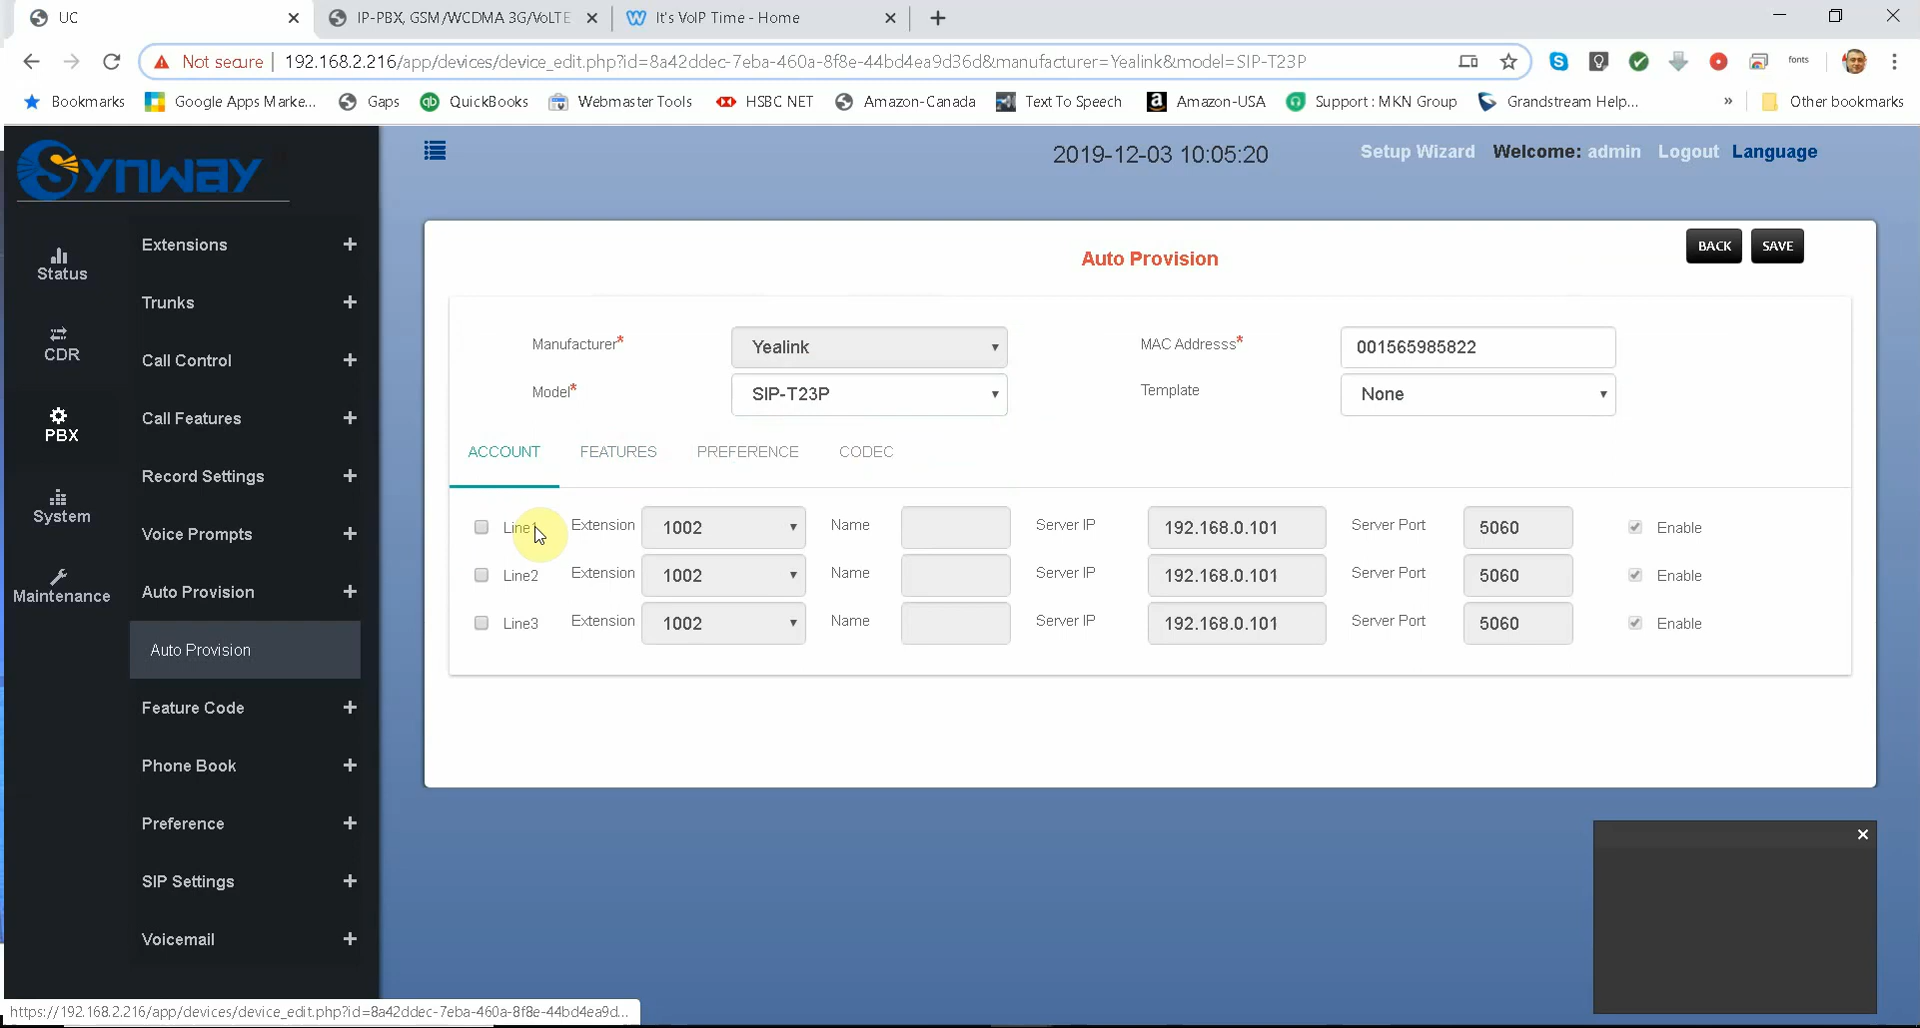 UC
IP-PBX, GSM/WCDMA 3G/VoLTE
It's VoIP Time - Home
Not secure
192.168.2.216/app/devices/device_edit.php?id=8a42ddec-7eba-460a-8f8e-44bd4ea9d36d&manufacturer=Yealink&model=SIP-T23P
fonts
Bookmarks
Google Apps Marke...
Gaps
QuickBooks
Webmaster Tools
HSBC NET
Amazon-Canada
Text To Speech
Amazon-USA
Support : MKN Group
Grandstream Help...
»
Other bookmarks
Synway
2019-12-03 10:05:20
Setup Wizard Welcome: admin Logout Language
Status
CDR
PBX
System
Maintenance
Extensions +
Trunks +
Call Control +
Call Features +
Record Settings +
Voice Prompts +
Auto Provision +
Auto Provision
Feature Code +
Phone Book +
Preference +
SIP Settings +
Voicemail +
Auto Provision
BACK SAVE
Manufacturer* Yealink MAC Addresss* 001565985822
Model* SIP-T23P Template None
ACCOUNT FEATURES PREFERENCE CODEC
Line1 Extension 1002 Name Server IP 192.168.0.101 Server Port 5060 Enable
Line2 Extension 1002 Name Server IP 192.168.0.101 Server Port 5060 Enable
Line3 Extension 1002 Name Server IP 192.168.0.101 Server Port 5060 Enable
https://192.168.2.216/app/devices/device_edit.php?id=8a42ddec-7eba-460a-8f8e-44bd4ea9d...